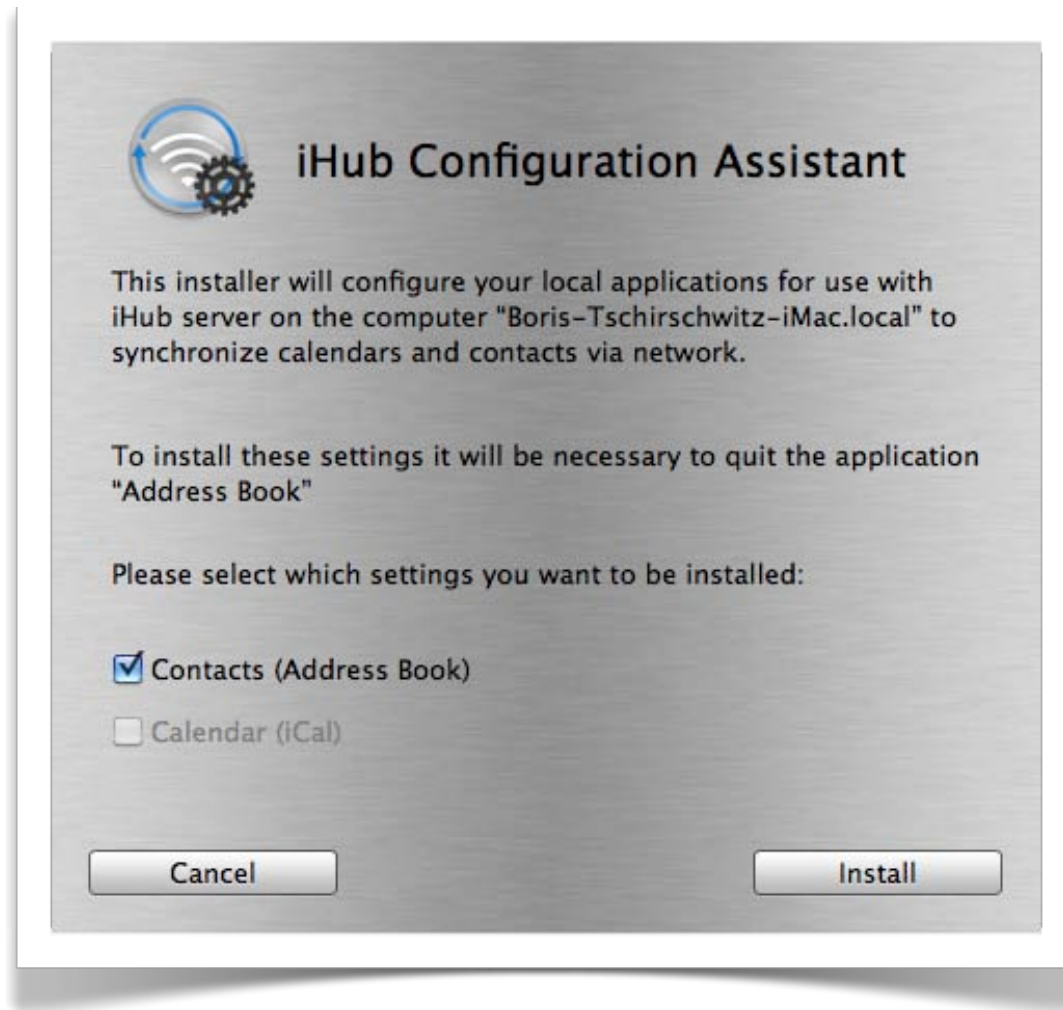 iHub Configuration Assistant
This installer will configure your local applications for use with
iHub server on the computer “Boris-Tschirschwitz-iMac.local” to
synchronize calendars and contacts via network.
To install these settings it will be necessary to quit the application
“Address Book”
Please select which settings you want to be installed:
Contacts (Address Book)
Calendar (iCal)
Cancel
Install